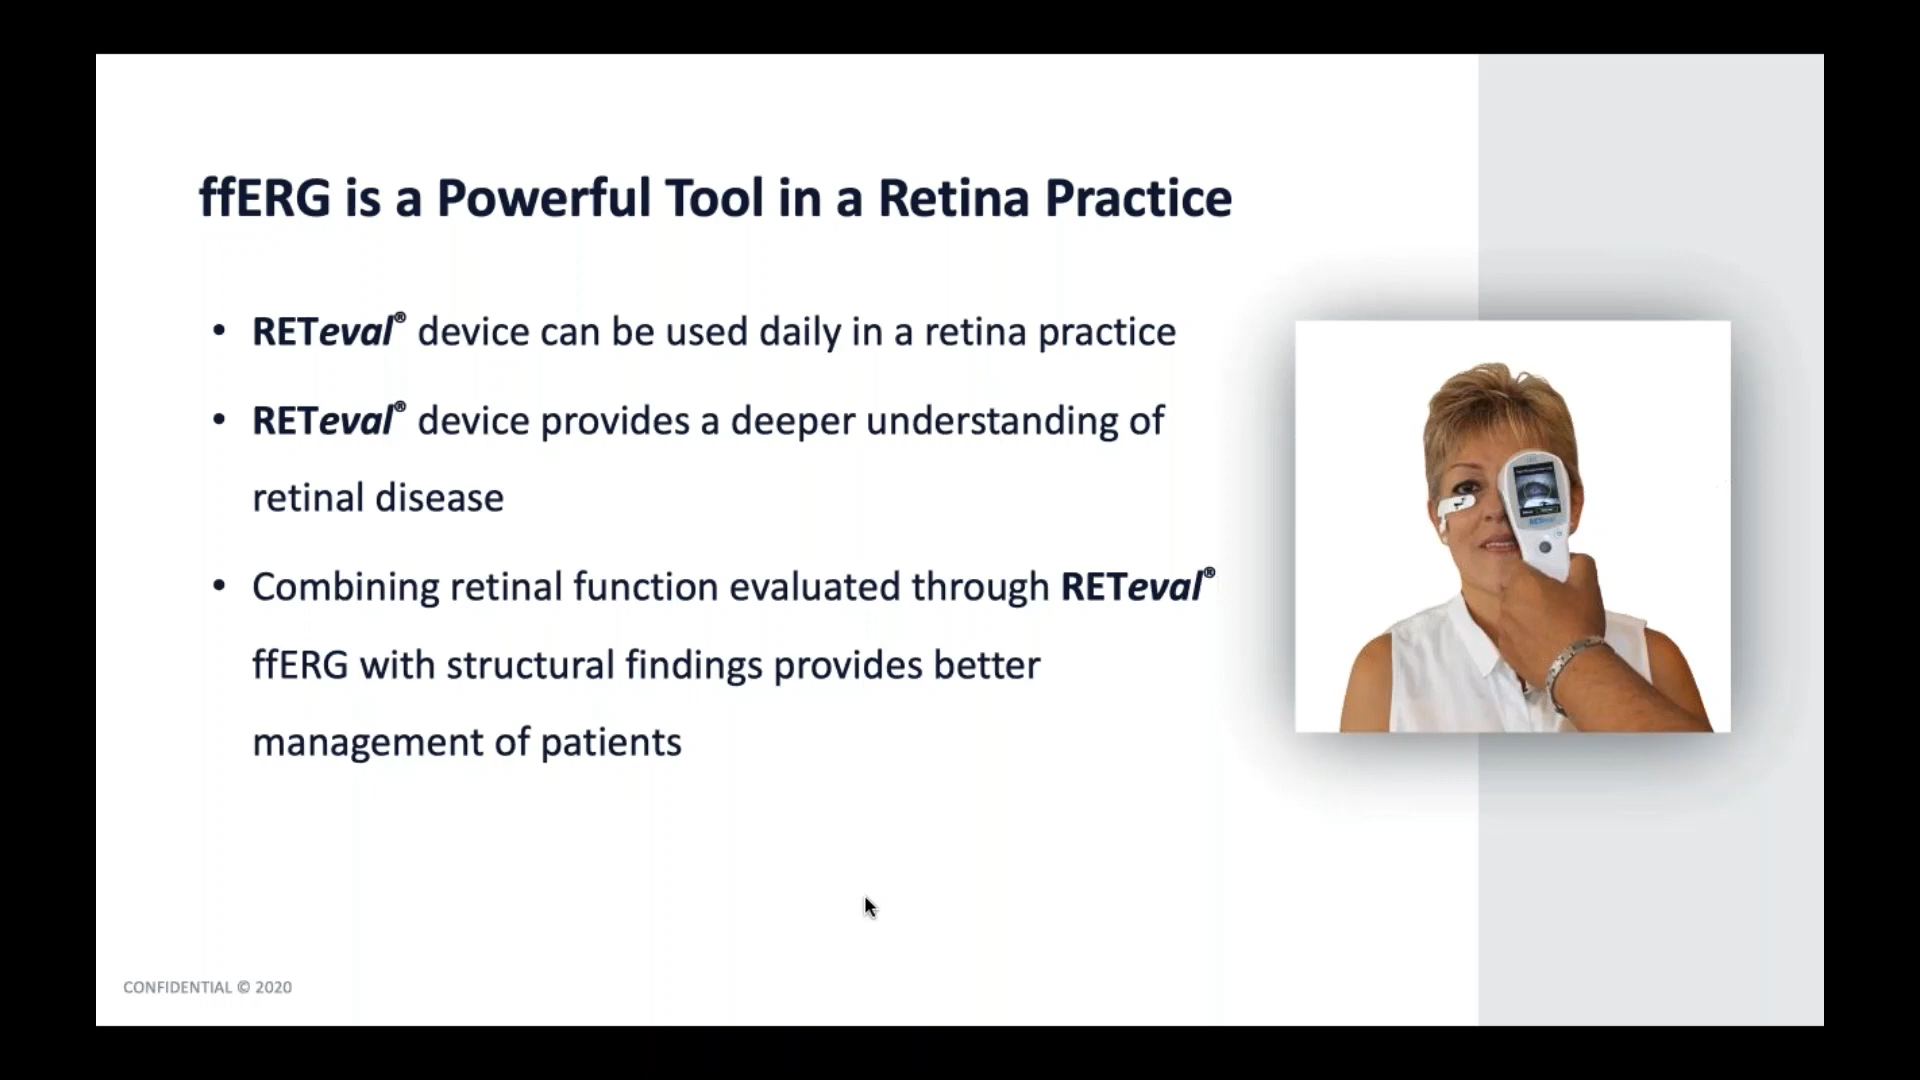 ffERG is a Powerful Tool in a Retina Practice
• RETeval® device can be used daily in a retina practice
• RETeval® device provides a deeper understanding of
retinal disease
• Combining retinal function evaluated through RETeval®
ffERG with structural findings provides better
management of patients
RETeval
CONFIDENTIAL © 2020